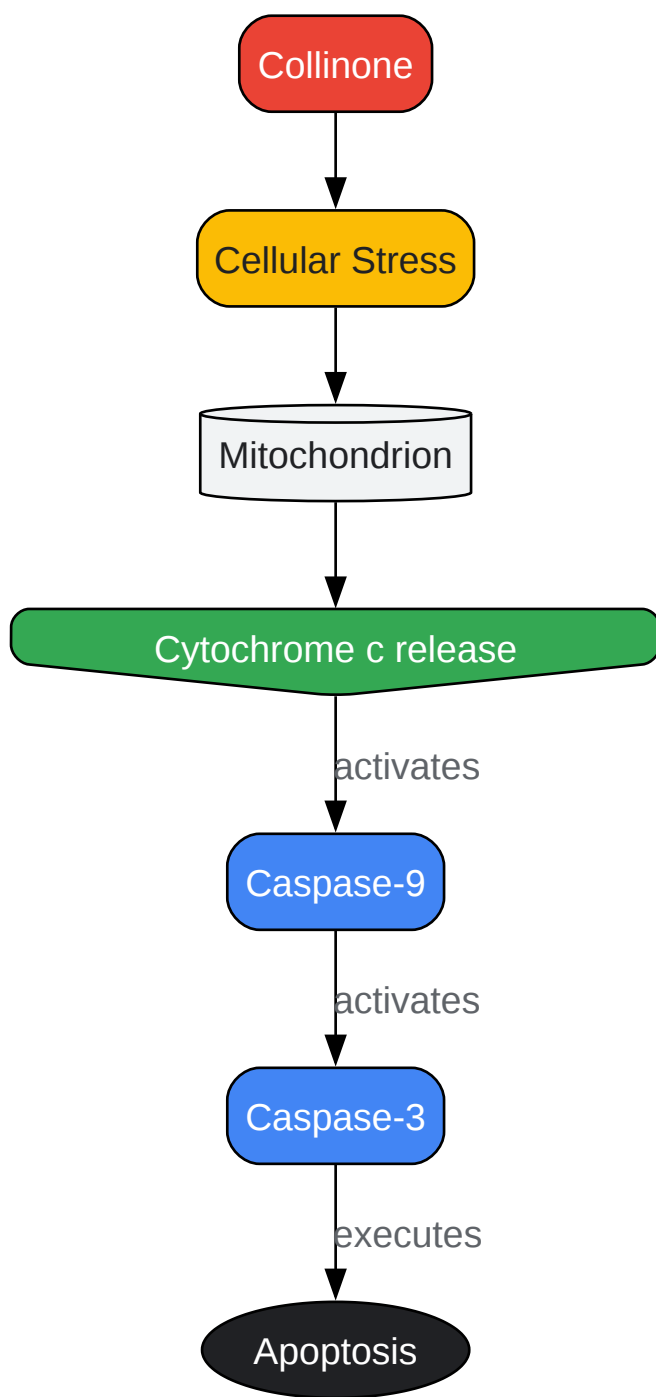 Collinone
Cellular Stress
Mitochondrion
Cytochrome c release
activates
Caspase-9
activates
Caspase-3
executes
Apoptosis